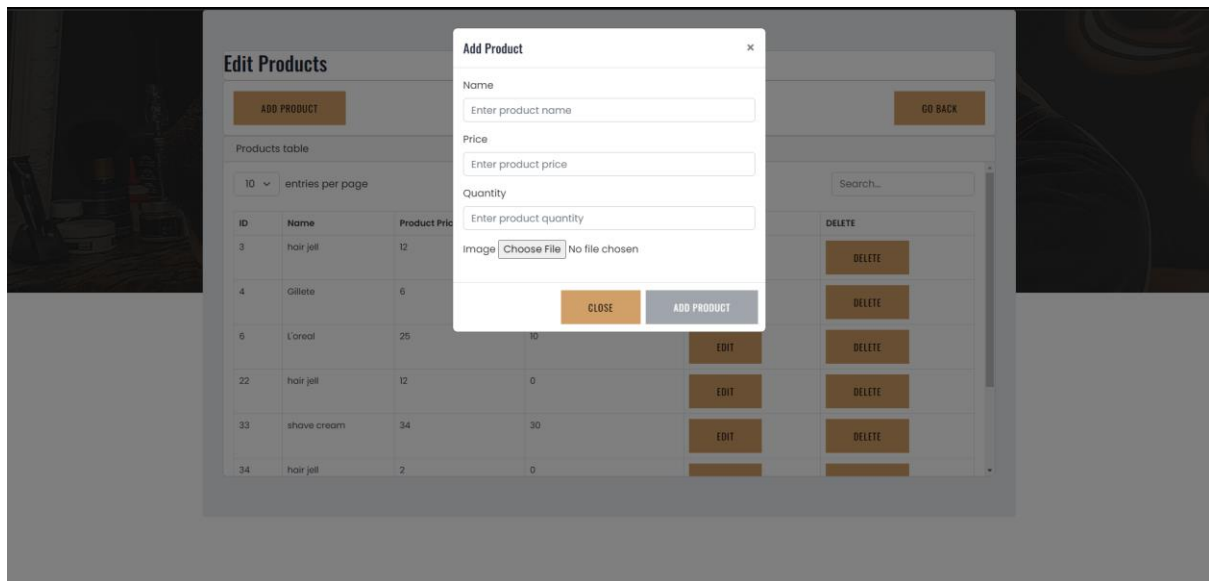 Add Product ×
Edit Products
Name
Enter product name
ADD PRODUCT GO BACK
Price
Products table
Enter product price
10 entries per page Search...
Quantity
Enter product quantity
ID Name Product Pric DELETE
Image Choose File No file chosen
3 hair jell 12 DELETE
4 Gillete 6 DELETE
CLOSE ADD PRODUCT
6 L'oreal 25 10 EDIT DELETE
22 hair jell 12 0 EDIT DELETE
33 shave cream 34 30 EDIT DELETE
34 hair jell 2 0